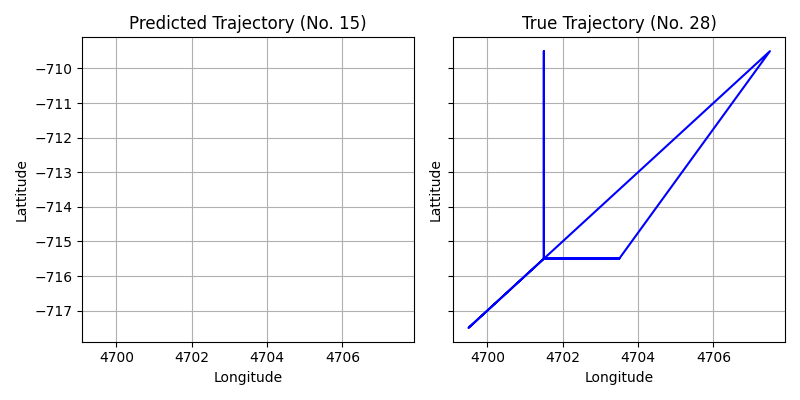 Predicted Trajectory (No. 15)
True Trajectory (No. 28)
−710
−711
−712
−713
−714
−715
−716
−717
Lattitude
Lattitude
4700 4702 4704 4706
4700 4702 4704 4706
Longitude
Longitude